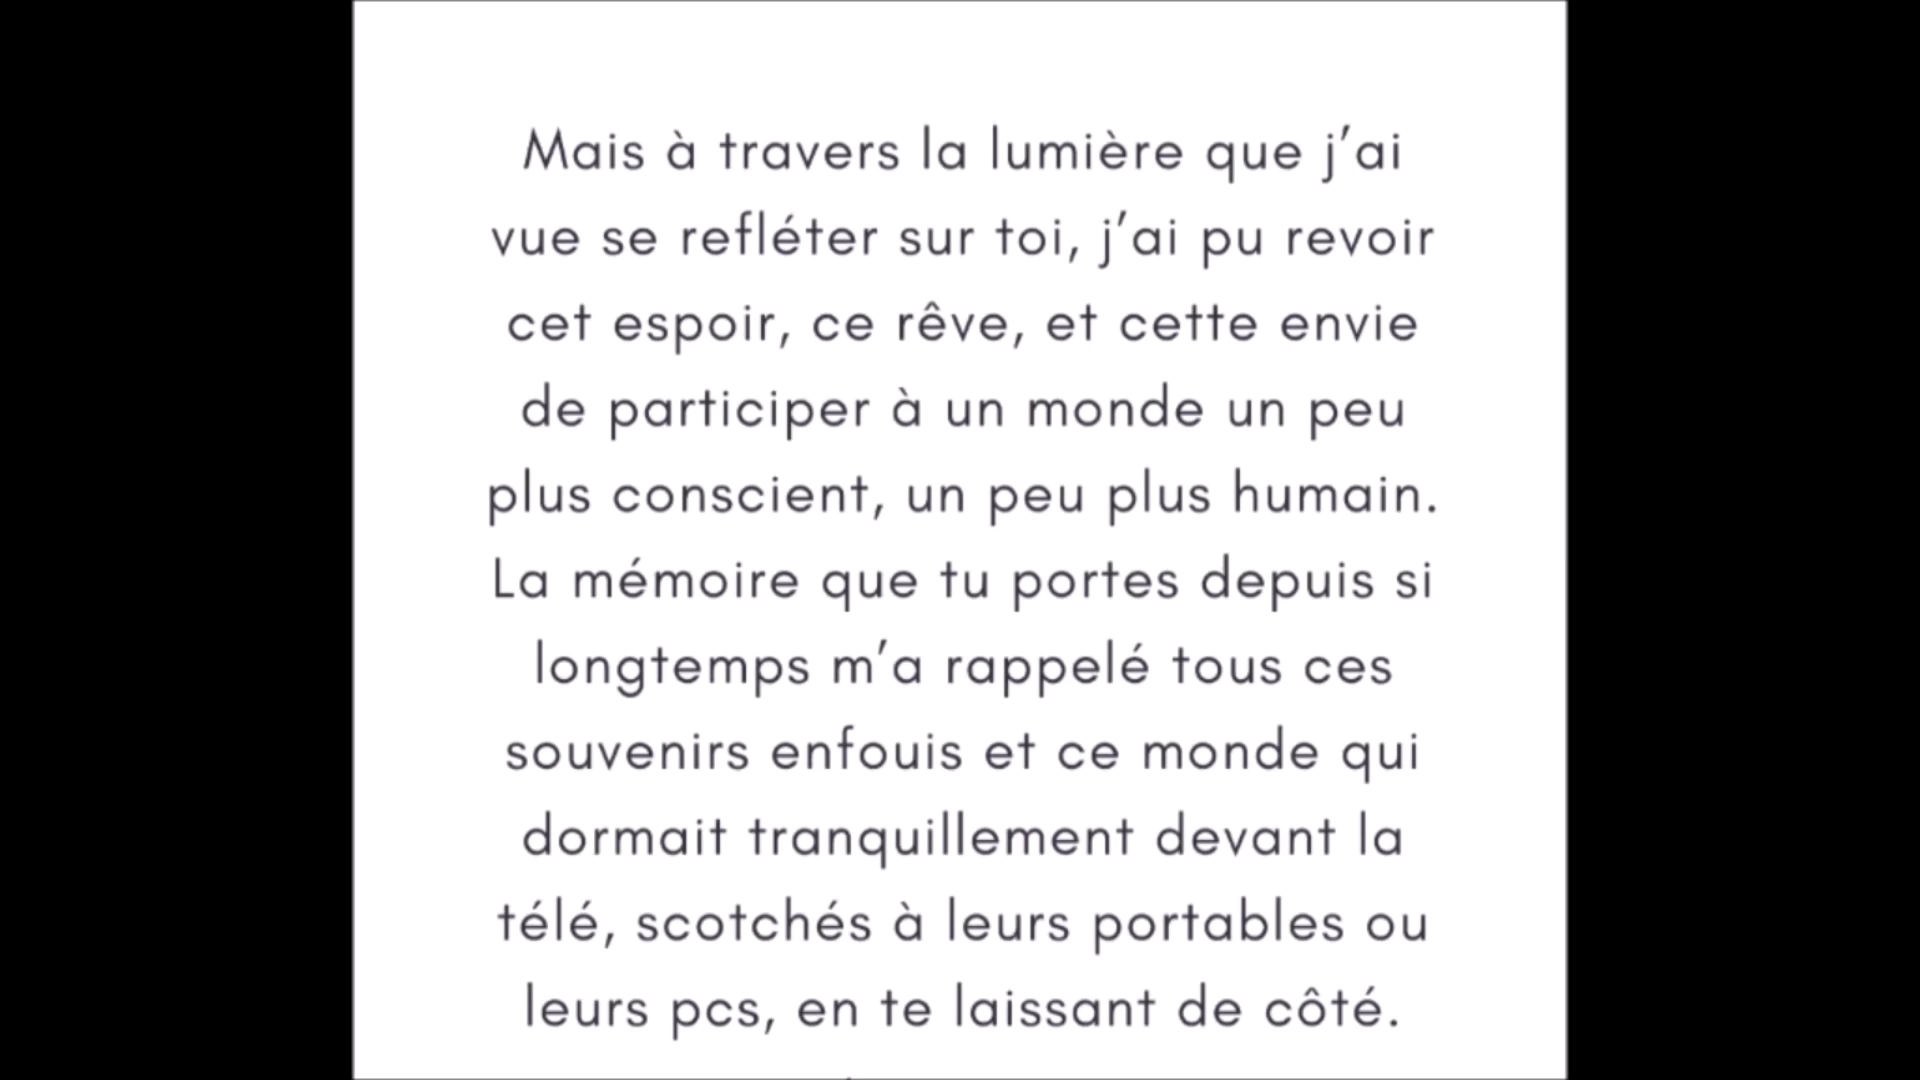 Mais à travers la lumière que j’ai
vue se refléter sur toi, j’ai pu revoir
cet espoir, ce rêve, et cette envie
de participer à un monde un peu
plus conscient, un peu plus humain.
La mémoire que tu portes depuis si
longtemps m’a rappelé tous ces
souvenirs enfouis et ce monde qui
dormait tranquillement devant la
télé, scotchés à leurs portables ou
leurs pcs, en te laissant de côté.